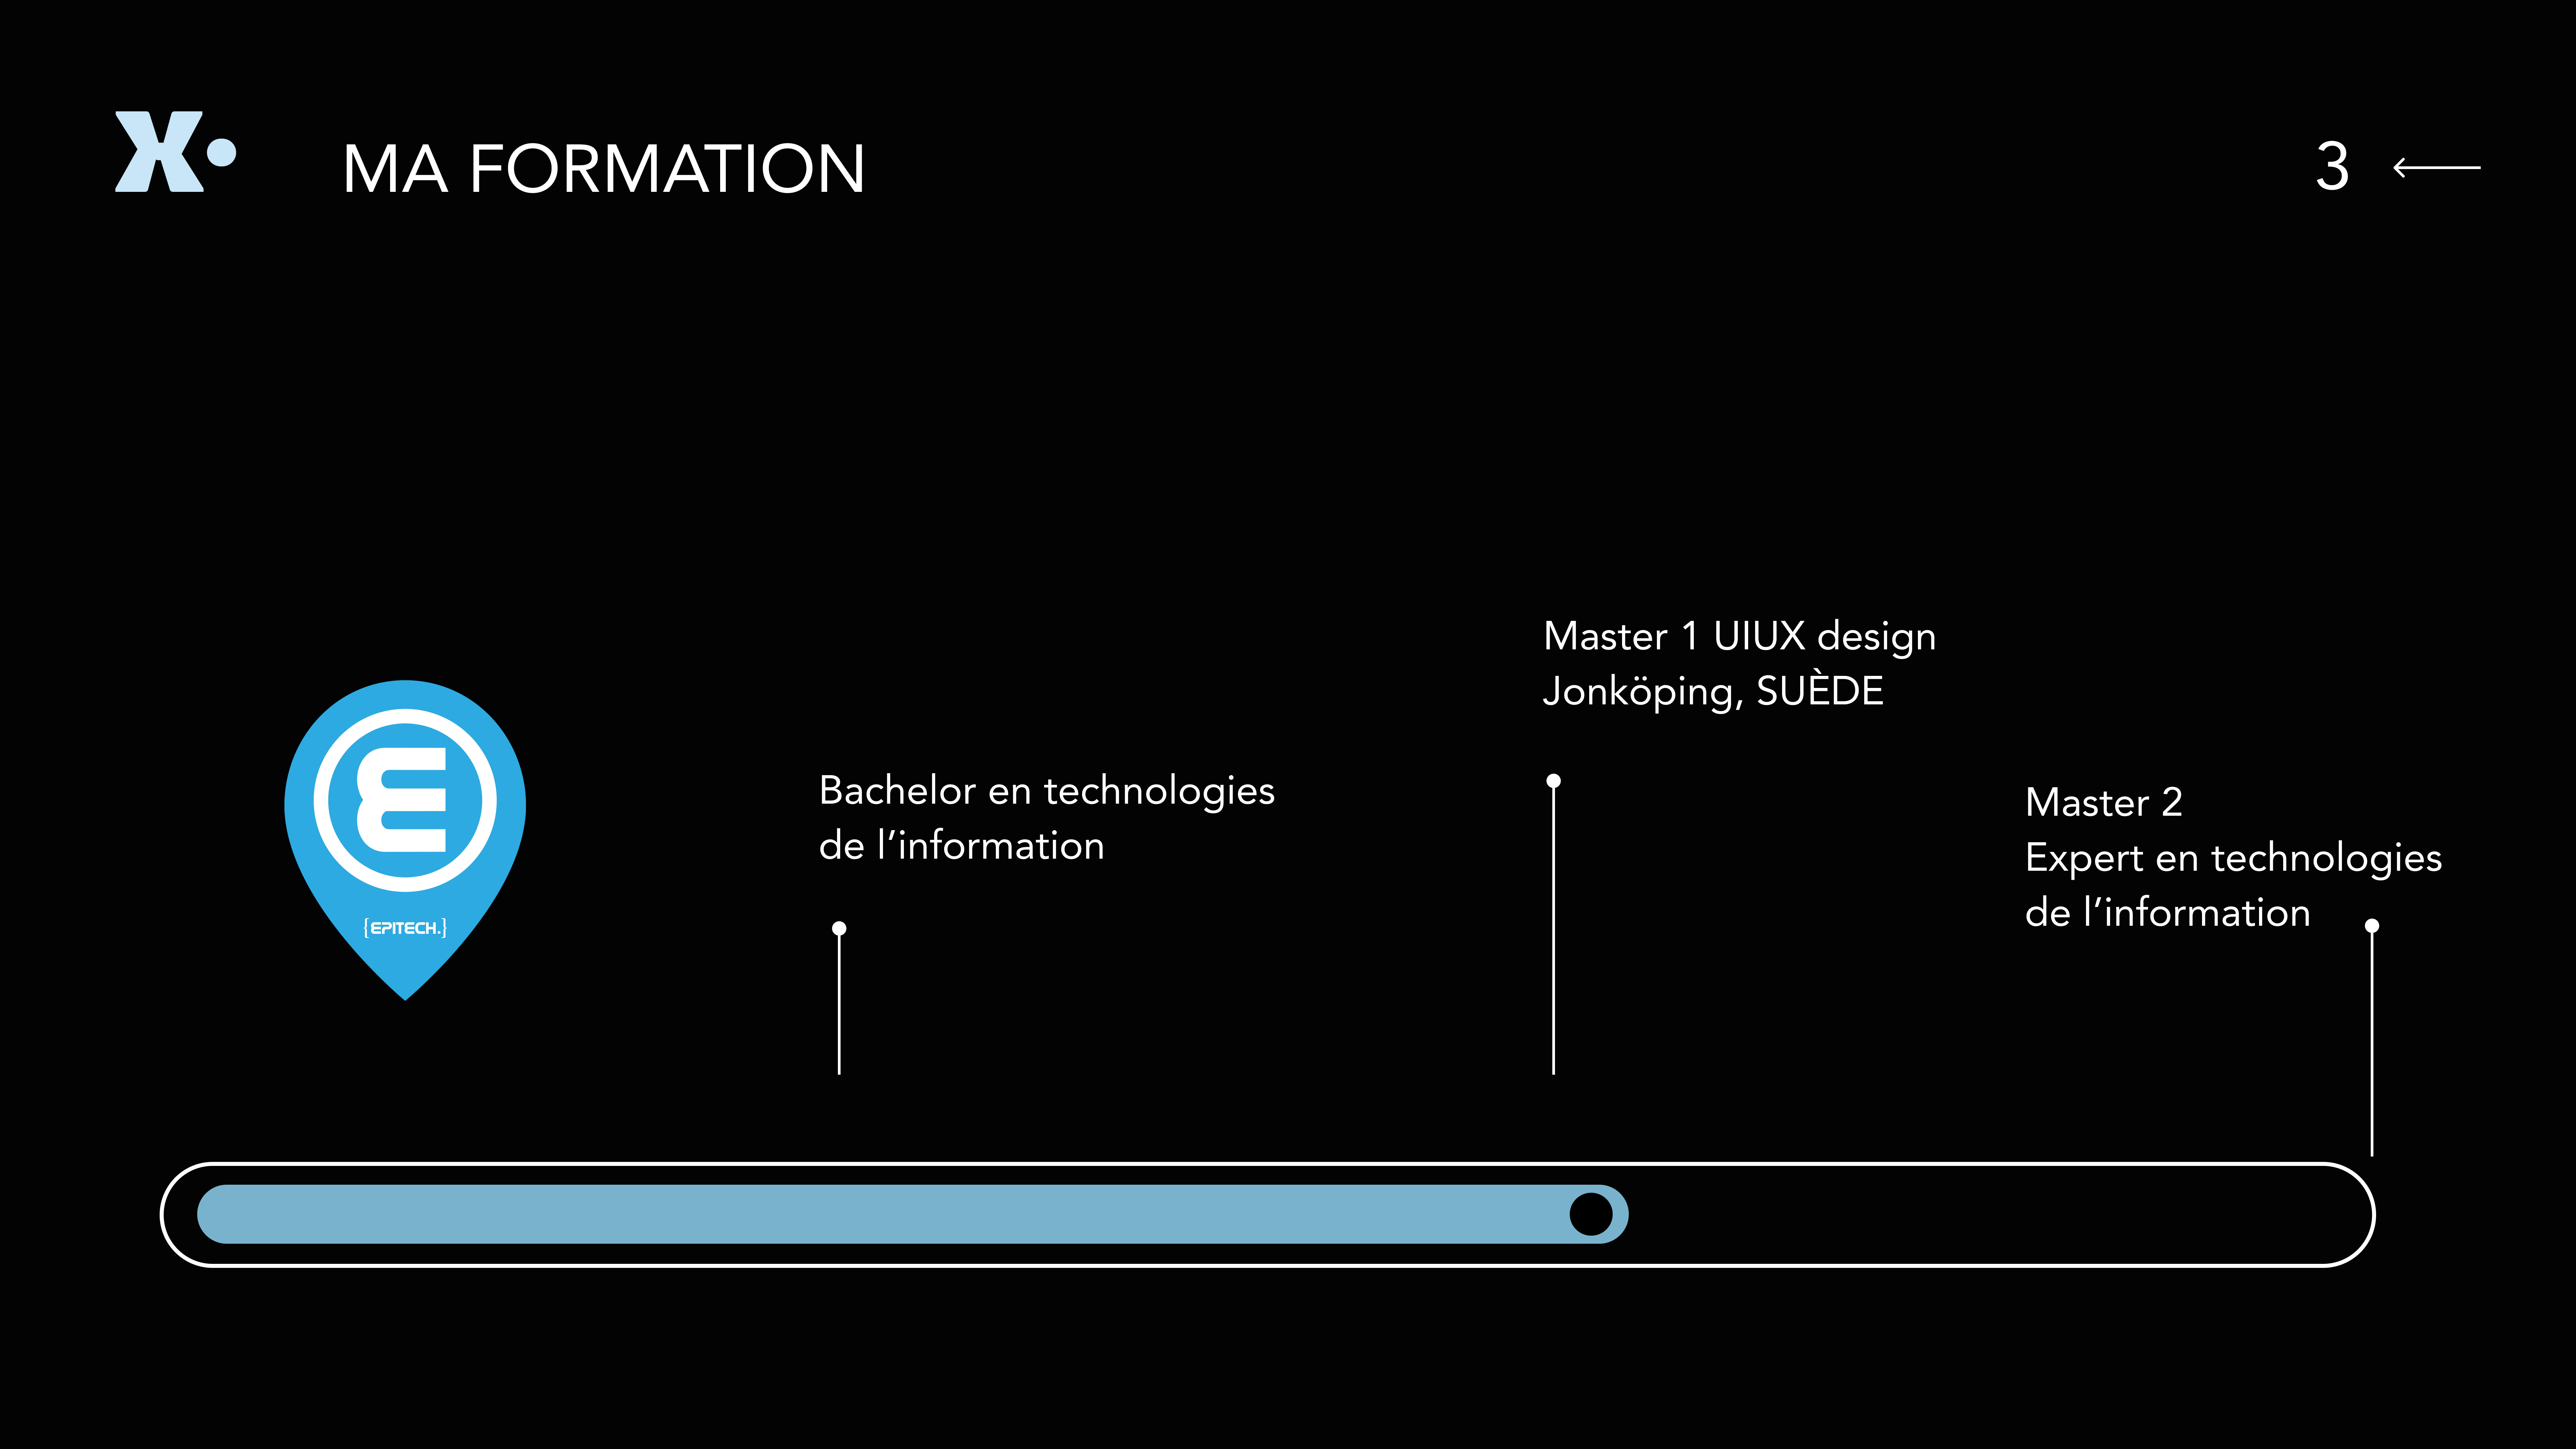 X.
MA FORMATION
3
Master 1 UIUX design
Jonköping, SUÈDE
Bachelor en technologies
de l’information
Master 2
Expert en technologies
de l’information
E
{EPITECH.}